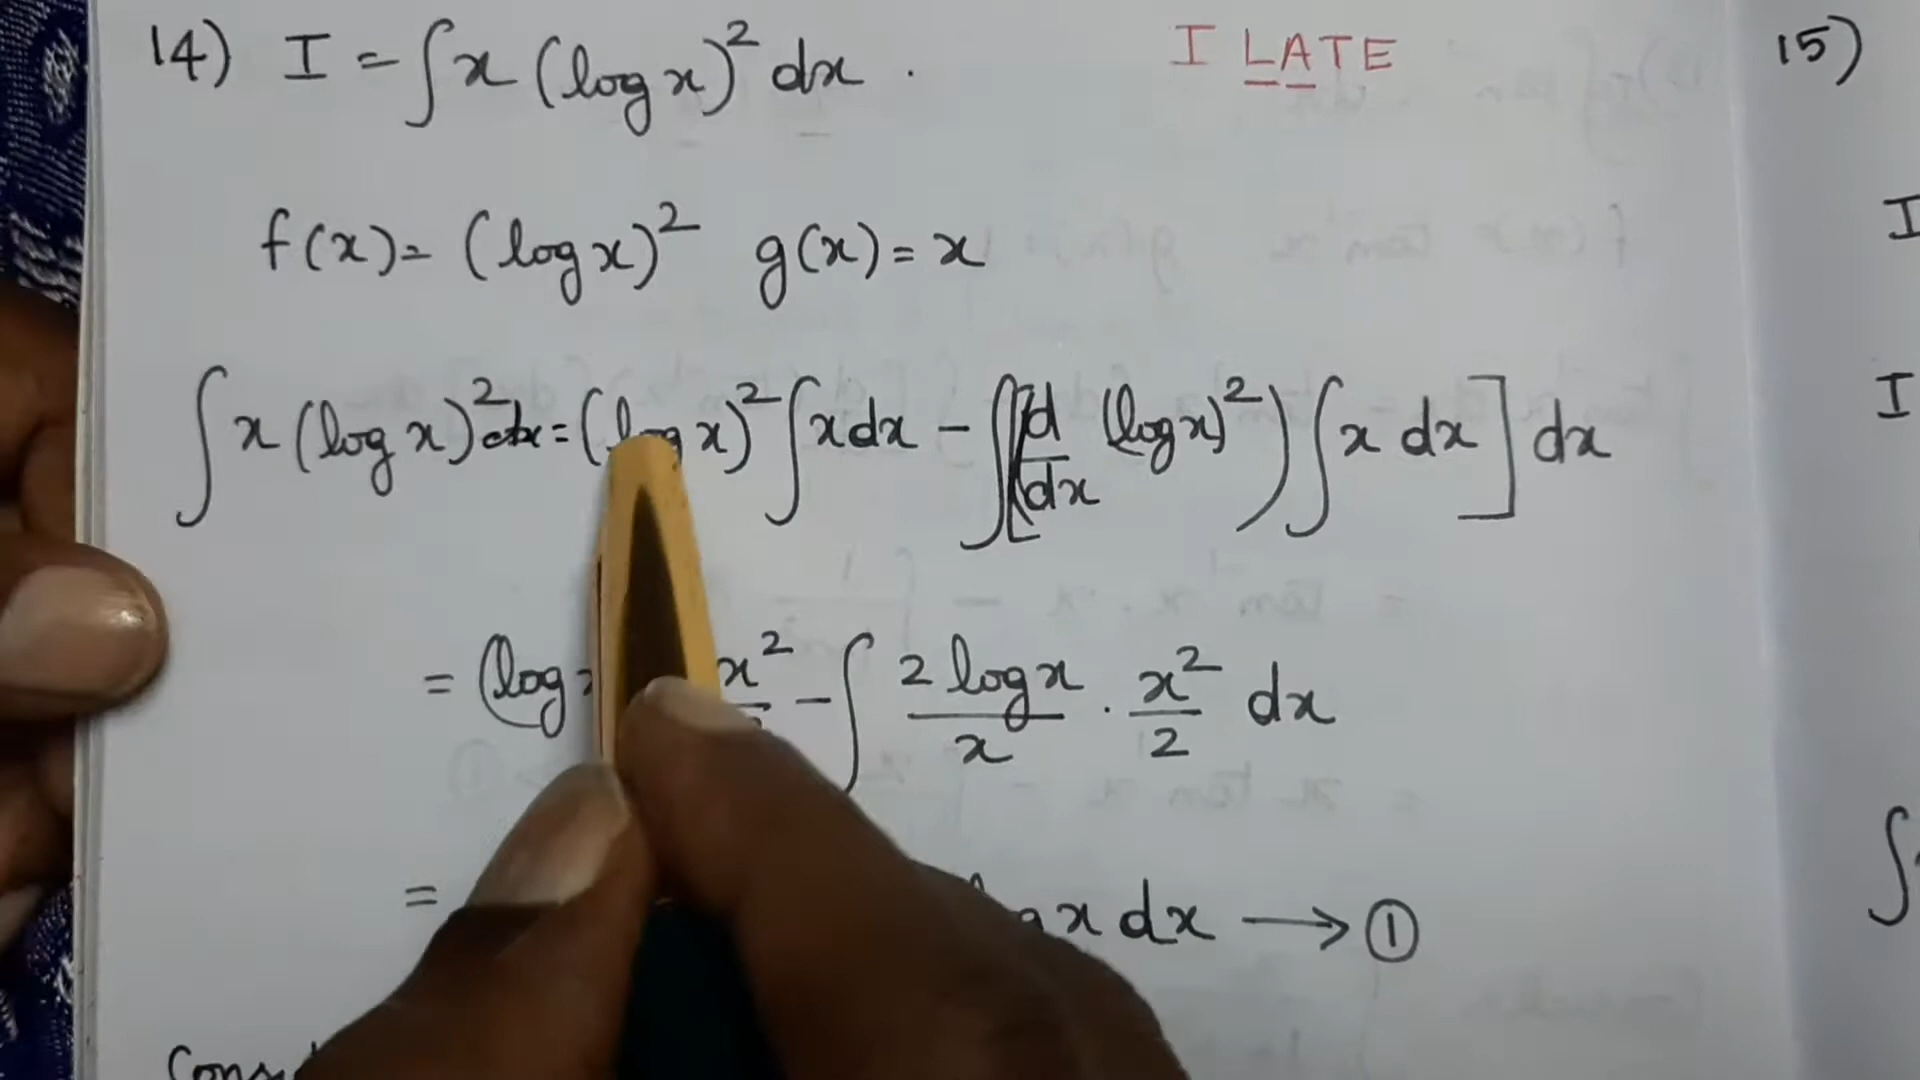 14) I = ∫ x (log x)² dx . I LATE 15)
f(x) = (log x)² g(x) = x I
∫ x (log x)² dx = (log x)² ∫ x dx - ∫ [(d/dx (log x)²) ∫ x dx] dx I
= (log x² - ∫ 2 log x / x · x²/2 dx
= x dx → ① ∫